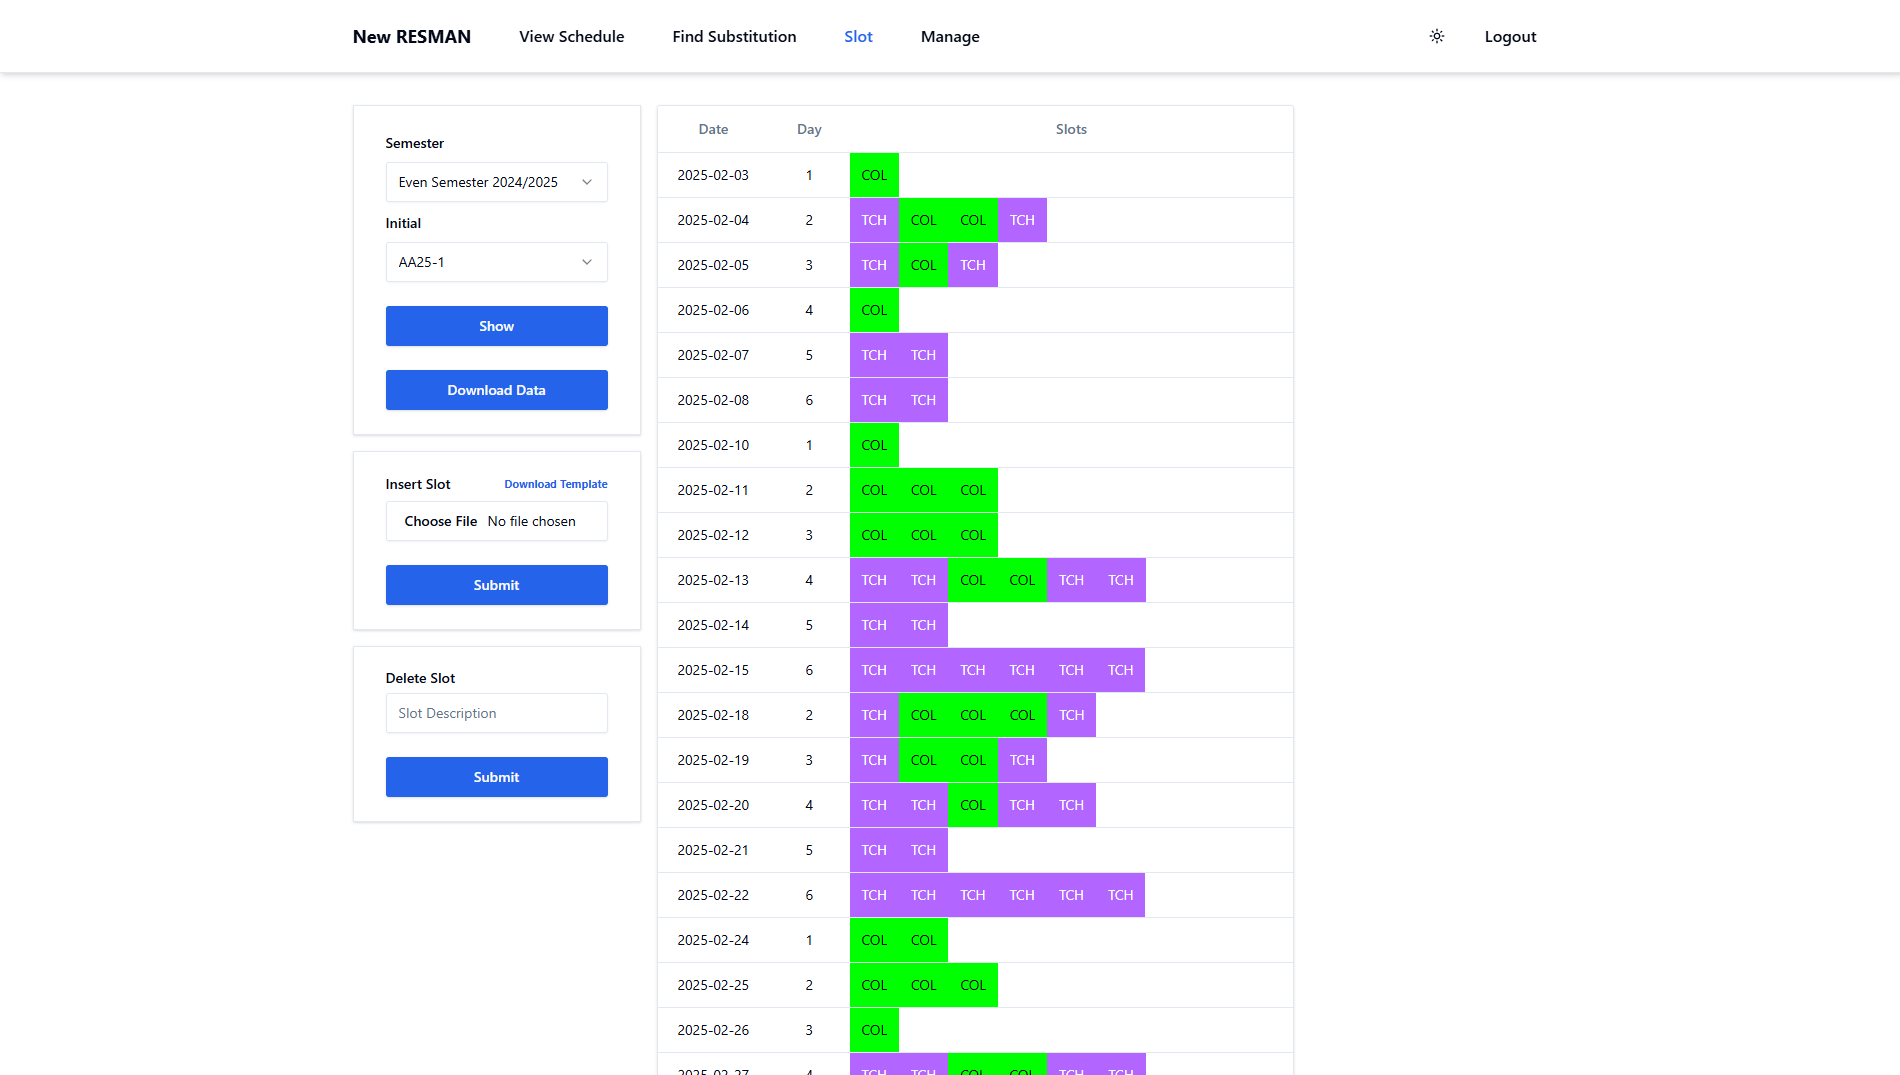 New RESMAN View Schedule Find Substitution Slot Manage Logout
Semester
Even Semester 2024/2025
Initial
AA25-1
Show
Download Data
Insert Slot Download Template
Choose File No file chosen
Submit
Delete Slot
Slot Description
Submit
Date Day Slots
2025-02-03 1 COL
2025-02-04 2 TCH COL COL TCH
2025-02-05 3 TCH COL TCH
2025-02-06 4 COL
2025-02-07 5 TCH TCH
2025-02-08 6 TCH TCH
2025-02-10 1 COL
2025-02-11 2 COL COL COL
2025-02-12 3 COL COL COL
2025-02-13 4 TCH TCH COL COL TCH TCH
2025-02-14 5 TCH TCH
2025-02-15 6 TCH TCH TCH TCH TCH TCH
2025-02-18 2 TCH COL COL COL TCH
2025-02-19 3 TCH COL COL TCH
2025-02-20 4 TCH TCH COL TCH TCH
2025-02-21 5 TCH TCH
2025-02-22 6 TCH TCH TCH TCH TCH TCH
2025-02-24 1 COL COL
2025-02-25 2 COL COL COL
2025-02-26 3 COL
2025-02-27 4 TCH TCH COL COL TCH TCH